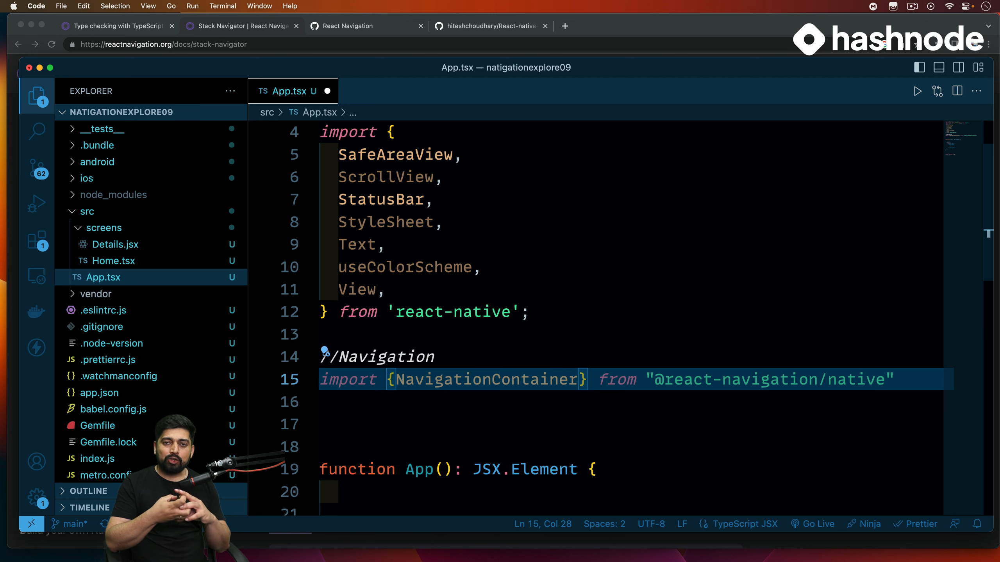 Code File Edit Selection View Go Run Terminal Window Help
Type checking with TypeScript
Stack Navigator | React Naviga
React Navigation
hiteshchoudhary/React-native-
https://reactnavigation.org/docs/stack-navigator
hashnode
App.tsx — natigationexplore09
EXPLORER
NATIGATIONEXPLORE09
__tests__
.bundle
android
ios
node_modules
src
screens
Details.jsx U
TS Home.tsx U
TS App.tsx U
vendor
.eslintrc.js U
.gitignore U
.node-version U
JS .prettierrc.js U
{} .watchmanconfig U
{} app.json U
babel.config.js U
Gemfile U
Gemfile.lock U
JS index.js U
JS metro.conf U
OUTLINE
TIMELINE
1
62
1
1
TS App.tsx U
src > TS App.tsx > ...
4 import {
5 SafeAreaView,
6 ScrollView,
7 StatusBar,
8 StyleSheet,
9 Text,
10 useColorScheme,
11 View,
12 } from 'react-native';
13
14 //Navigation
15 import {NavigationContainer} from "@react-navigation/native"
16
17
18
19 function App(): JSX.Element {
20
21
main* Ln 15, Col 28 Spaces: 2 UTF-8 LF TypeScript JSX Go Live Ninja Prettier